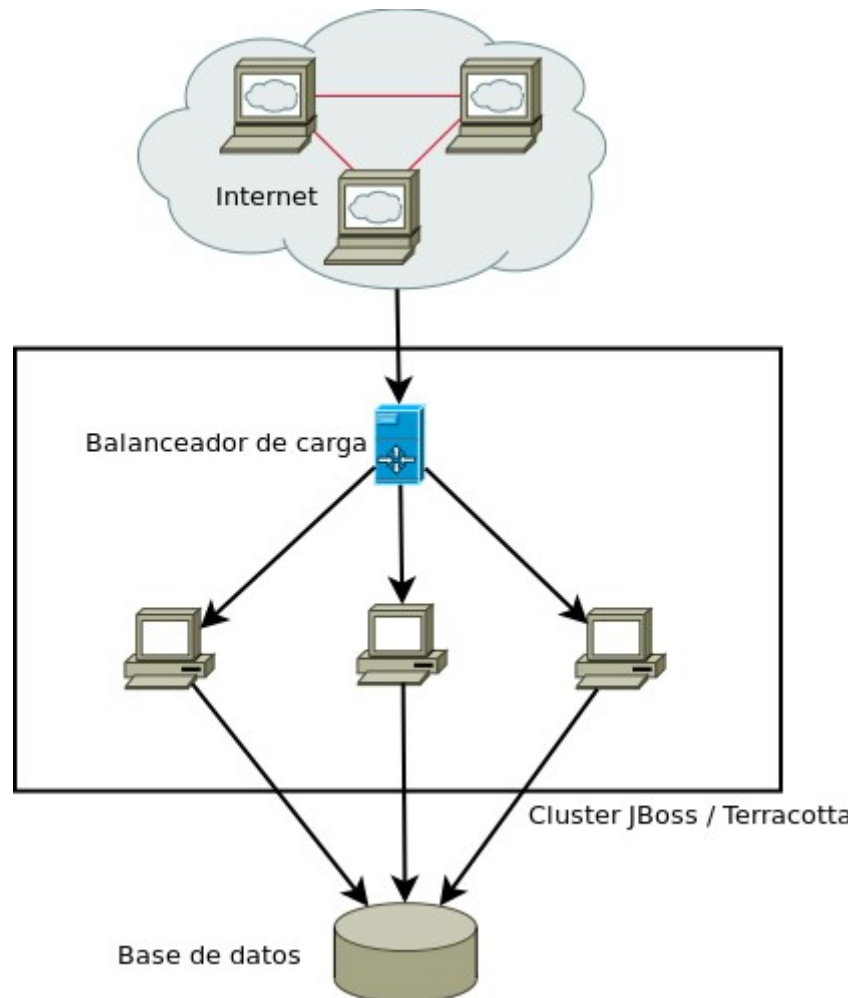 Internet
Balanceador de carga
Cluster JBoss / Terracotta
Base de datos